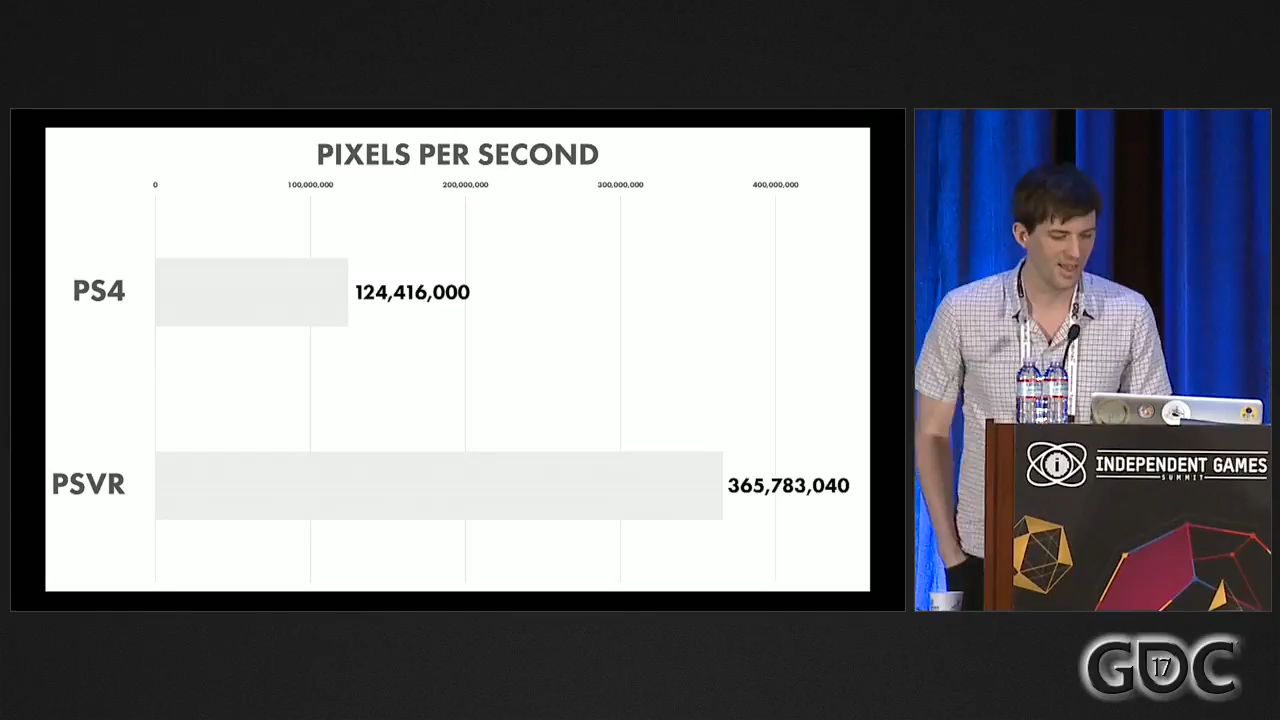 PIXELS PER SECOND
0 100,000,000 200,000,000 300,000,000 400,000,000
PS4 124,416,000
PSVR 365,783,040
i
INDEPENDENT GAMES
SUMMIT
GDC
17